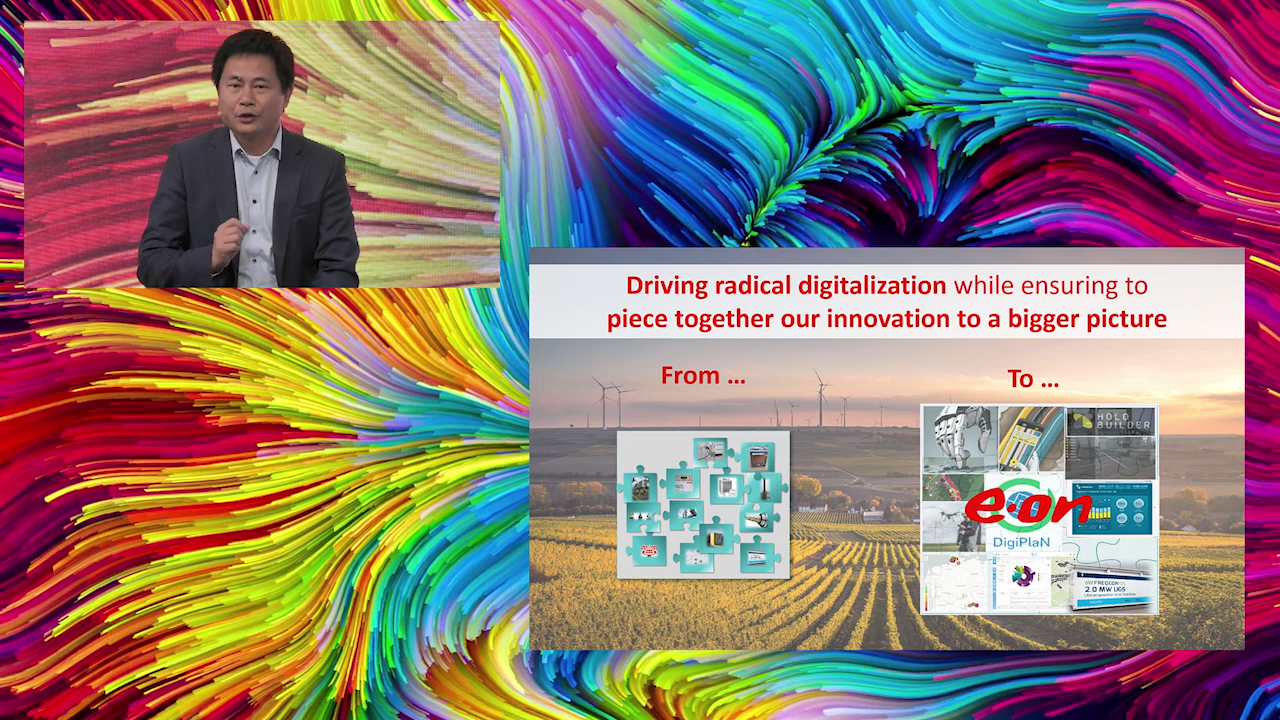 Driving radical digitalization while ensuring to
piece together our innovation to a bigger picture
From ...
To ...
HOLO
BUILDER
e·on
DigiPlaN
FREQCON
2.0 MW UGS